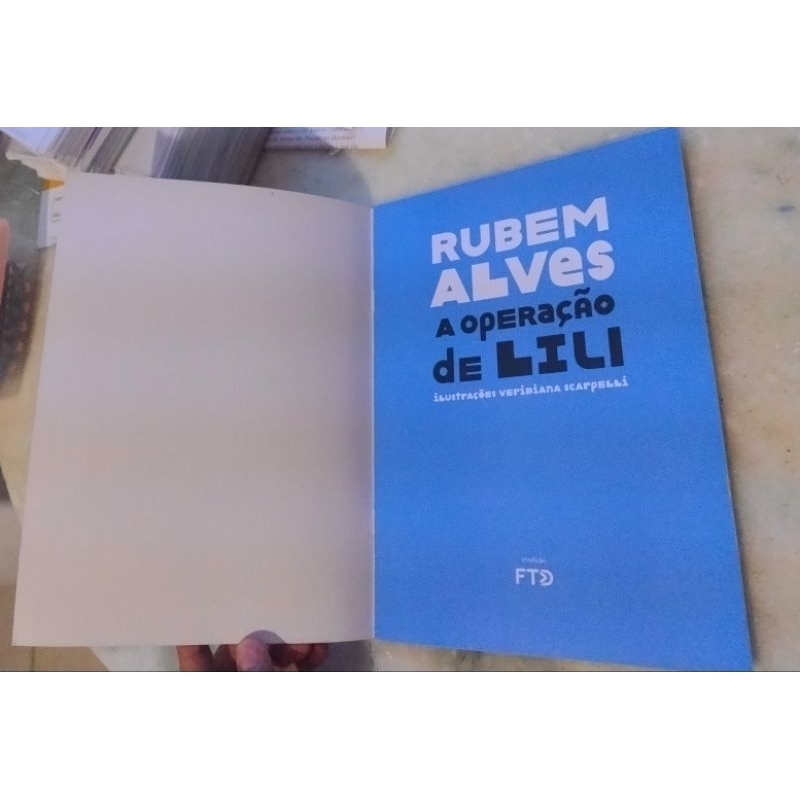 RUBEM
ALVES
A OPERAÇÃO
de LILI
ilustrações Veridiana Scarpelli
FTD